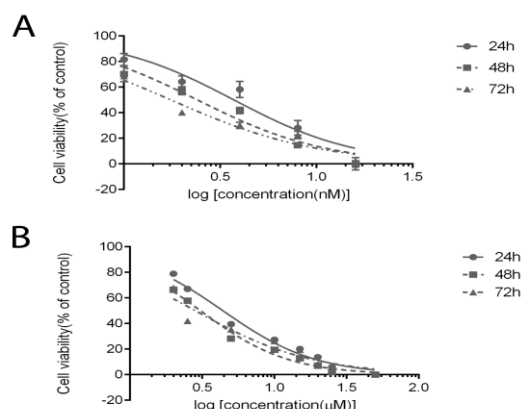 A
Cell viability(% of control)
100
80
60
40
20
0
-20
0.5
1.0
1.5
log [concentration(nM)]
24h
48h
72h
B
Cell viability(% of control)
100
80
60
40
20
0
-20
0.5
1.0
1.5
2.0
log [concentration(µM)]
24h
48h
72h